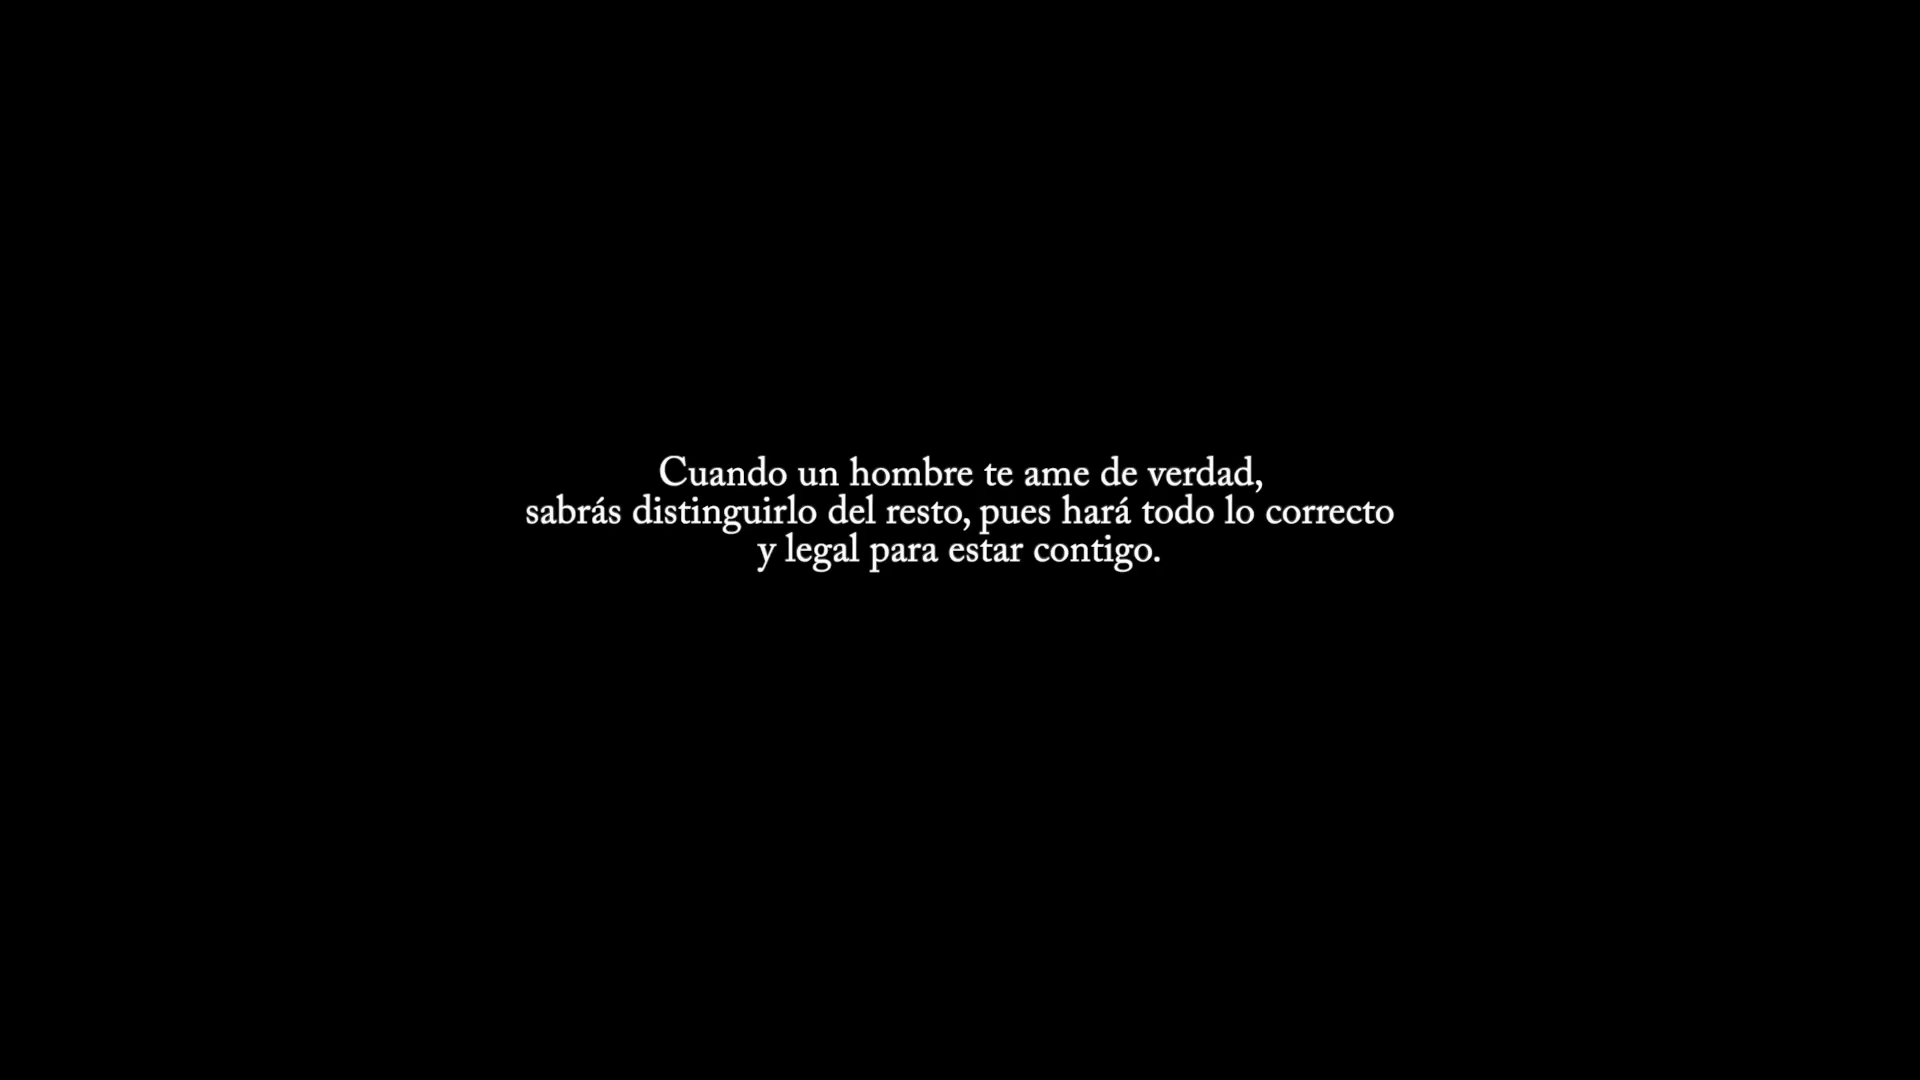 Cuando un hombre te ame de verdad,
sabrás distinguirlo del resto, pues hará todo lo correcto
y legal para estar contigo.